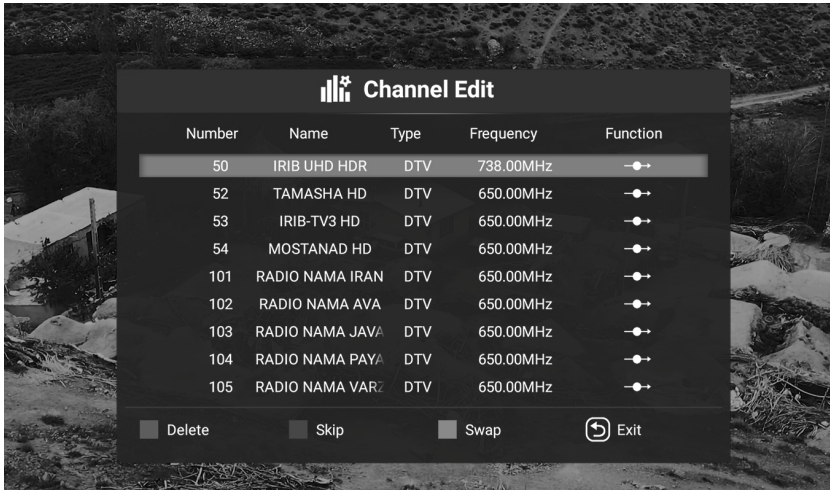 Channel Edit
Number Name Type Frequency Function
50 IRIB UHD HDR DTV 738.00MHz
52 TAMASHA HD DTV 650.00MHz
53 IRIB-TV3 HD DTV 650.00MHz
54 MOSTANAD HD DTV 650.00MHz
101 RADIO NAMA IRAN DTV 650.00MHz
102 RADIO NAMA AVA DTV 650.00MHz
103 RADIO NAMA JAVA DTV 650.00MHz
104 RADIO NAMA PAYA DTV 650.00MHz
105 RADIO NAMA VARZ DTV 650.00MHz
Delete Skip Swap Exit